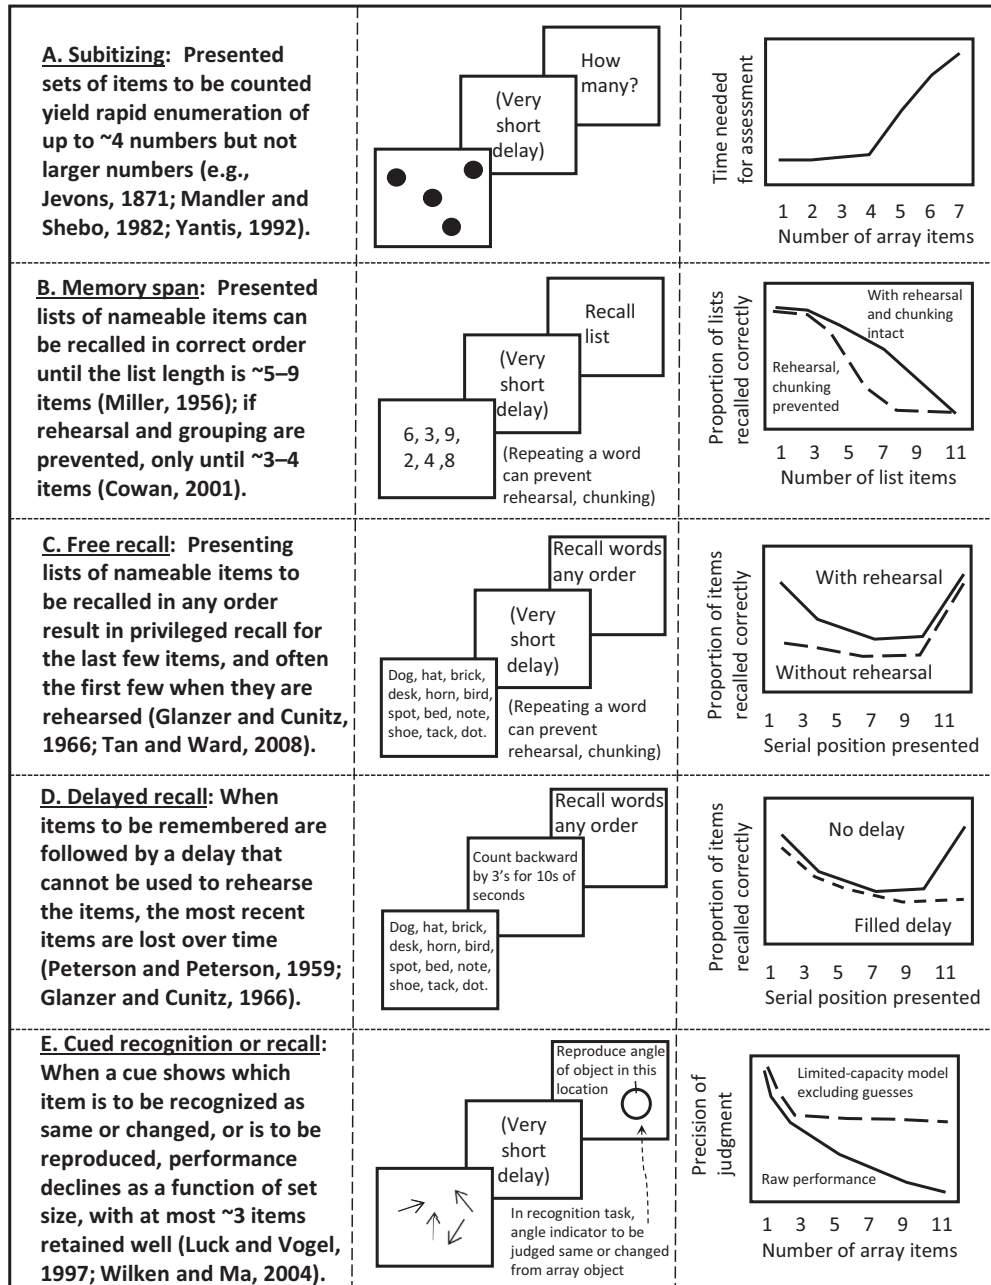 A. Subitizing: Presented
sets of items to be counted
yield rapid enumeration of
up to ~4 numbers but not
larger numbers (e.g.,
Jevons, 1871; Mandler and
Shebo, 1982; Yantis, 1992).
How
many?
(Very
short
delay)
Time needed
for assessment
1 2 3 4 5 6 7
Number of array items
B. Memory span: Presented
lists of nameable items can
be recalled in correct order
until the list length is ~5–9
items (Miller, 1956); if
rehearsal and grouping are
prevented, only until ~3–4
items (Cowan, 2001).
Recall
list
(Very
short
delay)
6, 3, 9,
2, 4 ,8
(Repeating a word
can prevent
rehearsal, chunking)
Proportion of lists
recalled correctly
With rehearsal
and chunking
intact
Rehearsal,
chunking
prevented
1 3 5 7 9 11
Number of list items
C. Free recall: Presenting
lists of nameable items to
be recalled in any order
result in privileged recall for
the last few items, and often
the first few when they are
rehearsed (Glanzer and Cunitz,
1966; Tan and Ward, 2008).
Recall words
any order
(Very
short
delay)
Dog, hat, brick,
desk, horn, bird,
spot, bed, note,
shoe, tack, dot.
(Repeating a word
can prevent
rehearsal, chunking)
Proportion of items
recalled correctly
With rehearsal
Without rehearsal
1 3 5 7 9 11
Serial position presented
D. Delayed recall: When
items to be remembered are
followed by a delay that
cannot be used to rehearse
the items, the most recent
items are lost over time
(Peterson and Peterson, 1959;
Glanzer and Cunitz, 1966).
Recall words
any order
Count backward
by 3's for 10s of
seconds
Dog, hat, brick,
desk, horn, bird,
spot, bed, note,
shoe, tack, dot.
Proportion of items
recalled correctly
No delay
Filled delay
1 3 5 7 9 11
Serial position presented
E. Cued recognition or recall:
When a cue shows which
item is to be recognized as
same or changed, or is to be
reproduced, performance
declines as a function of set
size, with at most ~3 items
retained well (Luck and Vogel,
1997; Wilken and Ma, 2004).
Reproduce angle
of object in this
location
(Very
short
delay)
In recognition task,
angle indicator to be
judged same or changed
from array object
Precision of
judgment
Limited-capacity model
excluding guesses
Raw performance
1 3 5 7 9 11
Number of array items